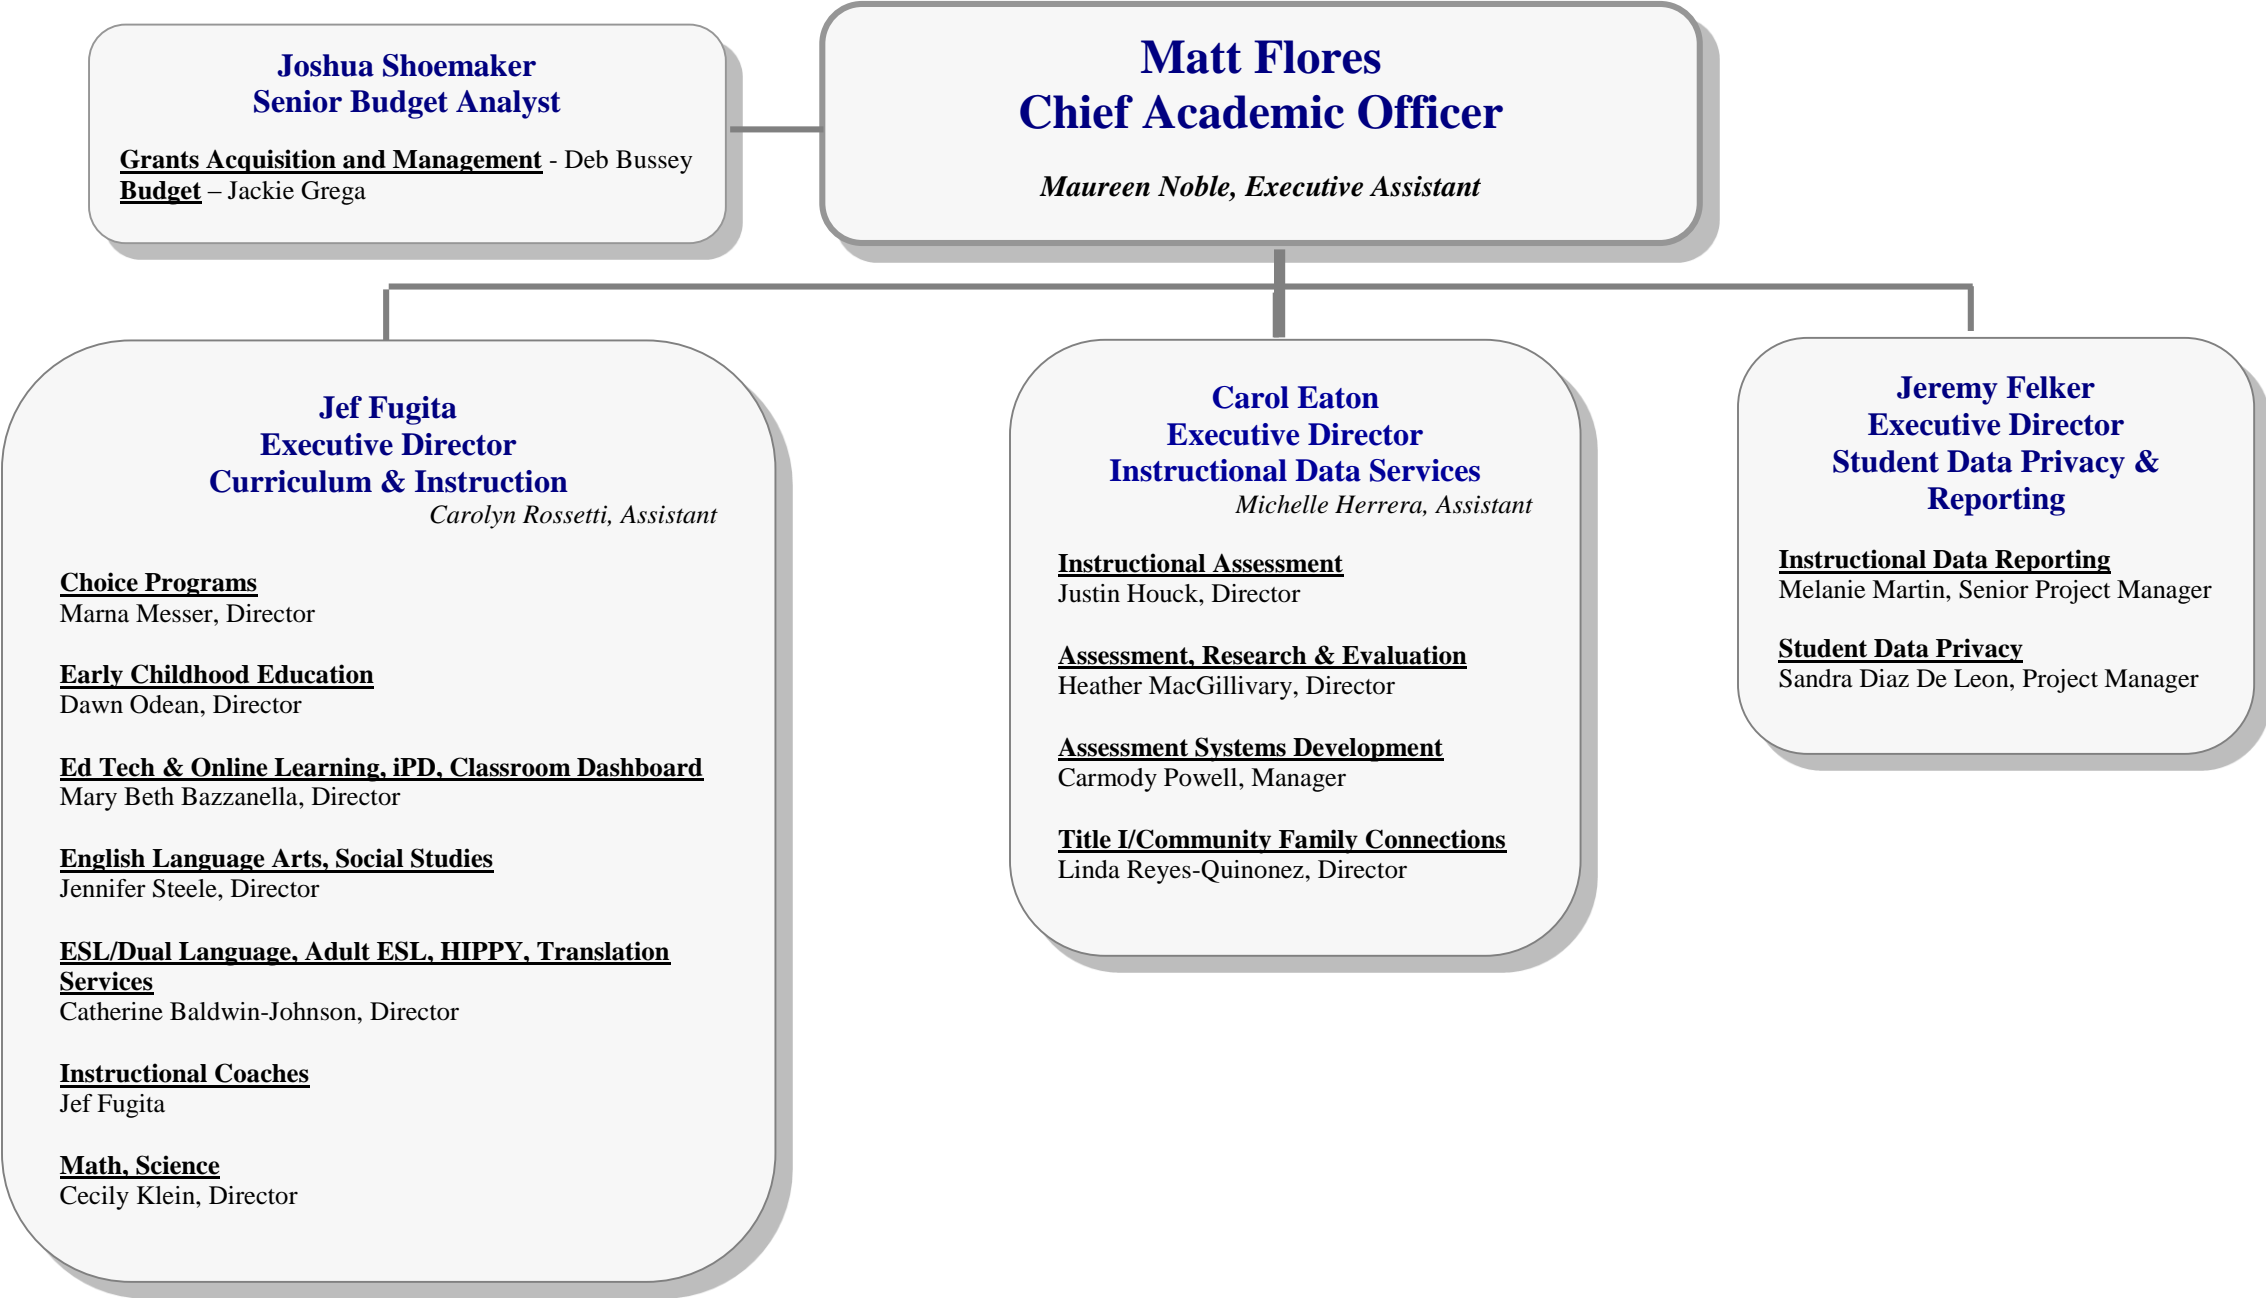 Joshua Shoemaker
Senior Budget Analyst
Grants Acquisition and Management - Deb Bussey
Budget – Jackie Grega
Matt Flores
Chief Academic Officer
Maureen Noble, Executive Assistant
Jef Fugita
Executive Director
Curriculum & Instruction
Carolyn Rossetti, Assistant
Choice Programs
Marna Messer, Director
Early Childhood Education
Dawn Odean, Director
Ed Tech & Online Learning, iPD, Classroom Dashboard
Mary Beth Bazzanella, Director
English Language Arts, Social Studies
Jennifer Steele, Director
ESL/Dual Language, Adult ESL, HIPPY, Translation
Services
Catherine Baldwin-Johnson, Director
Instructional Coaches
Jef Fugita
Math, Science
Cecily Klein, Director
Carol Eaton
Executive Director
Instructional Data Services
Michelle Herrera, Assistant
Instructional Assessment
Justin Houck, Director
Assessment, Research & Evaluation
Heather MacGillivary, Director
Assessment Systems Development
Carmody Powell, Manager
Title I/Community Family Connections
Linda Reyes-Quinonez, Director
Jeremy Felker
Executive Director
Student Data Privacy &
Reporting
Instructional Data Reporting
Melanie Martin, Senior Project Manager
Student Data Privacy
Sandra Diaz De Leon, Project Manager